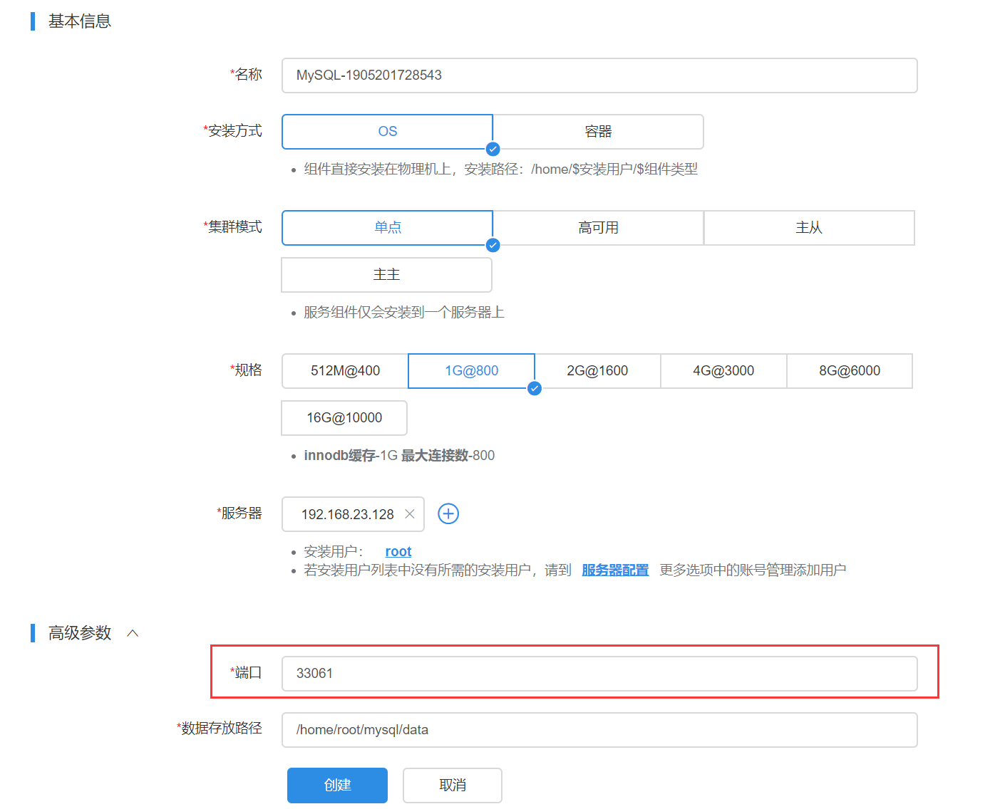 基本信息
*名称 MySQL-1905201728543
*安装方式 OS 容器
组件直接安装在物理机上，安装路径：/home/$安装用户/$组件类型
*集群模式 单点 高可用 主从
主主
服务组件仅会安装到一个服务器上
*规格 512M@400 1G@800 2G@1600 4G@3000 8G@6000
16G@10000
innodb缓存-1G 最大连接数-800
*服务器 192.168.23.128
安装用户： root
若安装用户列表中没有所需的安装用户，请到 服务器配置 更多选项中的账号管理添加用户
高级参数
*端口 33061
*数据存放路径 /home/root/mysql/data
创建 取消